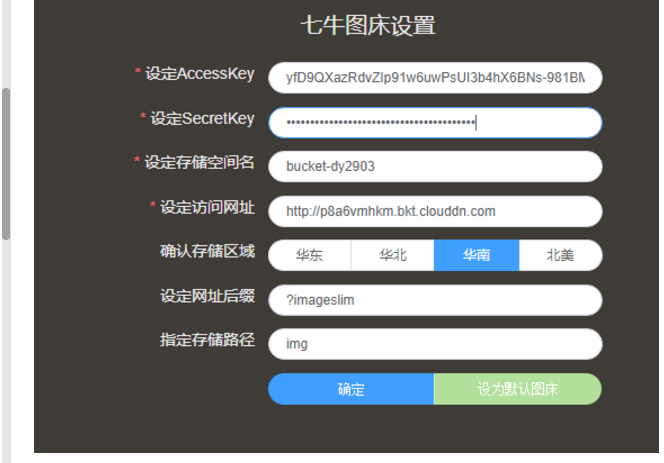 七牛图床设置
* 设定AccessKey yfD9QXazRdvZlp91w6uwPsUI3b4hX6BNs-981BM
* 设定SecretKey ••••••••••••••••••••••••••••••••••••••••
* 设定存储空间名 bucket-dy2903
* 设定访问网址 http://p8a6vmhkm.bkt.clouddn.com
确认存储区域 华东 华北 华南 北美
设定网址后缀 ?imageslim
指定存储路径 img
确定 设为默认图床